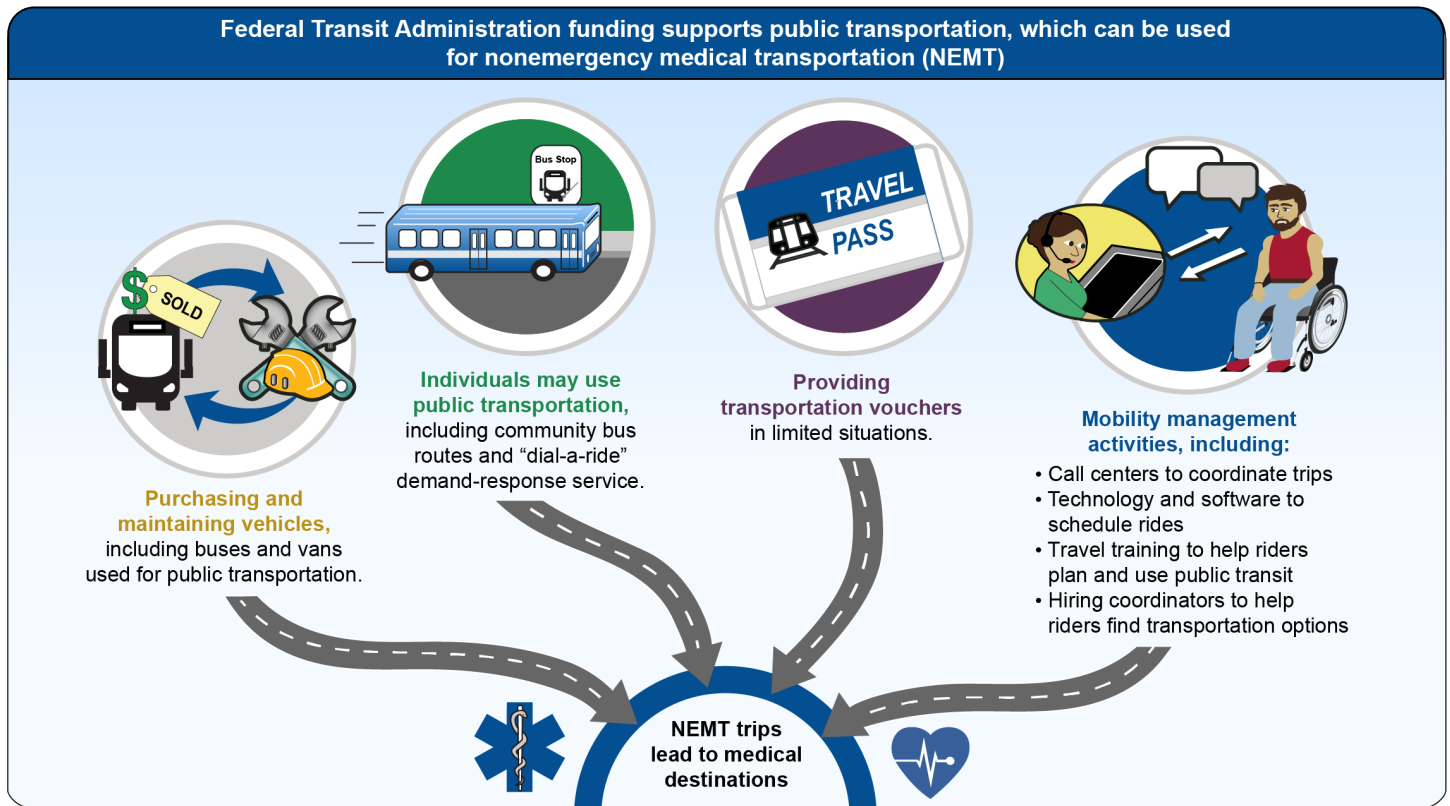 Federal Transit Administration funding supports public transportation, which can be used
for nonemergency medical transportation (NEMT)
$
SOLD
Purchasing and
maintaining vehicles,
including buses and vans
used for public transportation.
Bus Stop
Individuals may use
public transportation,
including community bus
routes and “dial-a-ride”
demand-response service.
TRAVEL
PASS
Providing
transportation vouchers
in limited situations.
Mobility management
activities, including:
• Call centers to coordinate trips
• Technology and software to
schedule rides
• Travel training to help riders
plan and use public transit
• Hiring coordinators to help
riders find transportation options
NEMT trips
lead to medical
destinations